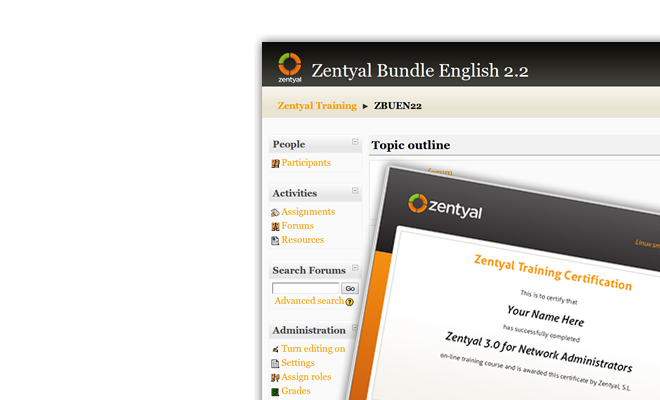 zentyal
Zentyal Bundle English 2.2
Zentyal Training ► ZBUEN22
People
Participants
Activities
Assignments
Forums
Resources
Search Forums
Go
Advanced search ?
Administration
Turn editing on
Settings
Assign roles
Grades
Topic outline
forum
zentyal
Zentyal Training Certification
This is to certify that
Your Name Here
has successfully completed
Zentyal 3.0 for Network Administrators
on-line training course and is awarded this certificate by Zentyal, S.L.